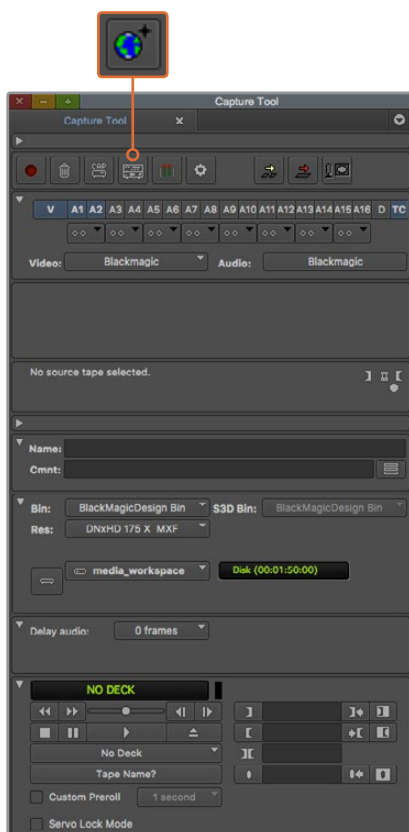 Capture Tool
Capture Tool
V A1 A2 A3 A4 A5 A6 A7 A8 A9 A10 A11 A12 A13 A14 A15 A16 D TC
Video: Blackmagic Audio: Blackmagic
No source tape selected.
Name:
Cmnt:
Bin: BlackMagicDesign Bin S3D Bin: BlackMagicDesign Bin
Res: DNxHD 175 X MXF
media_workspace Disk (00:01:50:00)
Delay audio: 0 frames
NO DECK
No Deck
Tape Name?
Custom Preroll 1 second
Servo Lock Mode